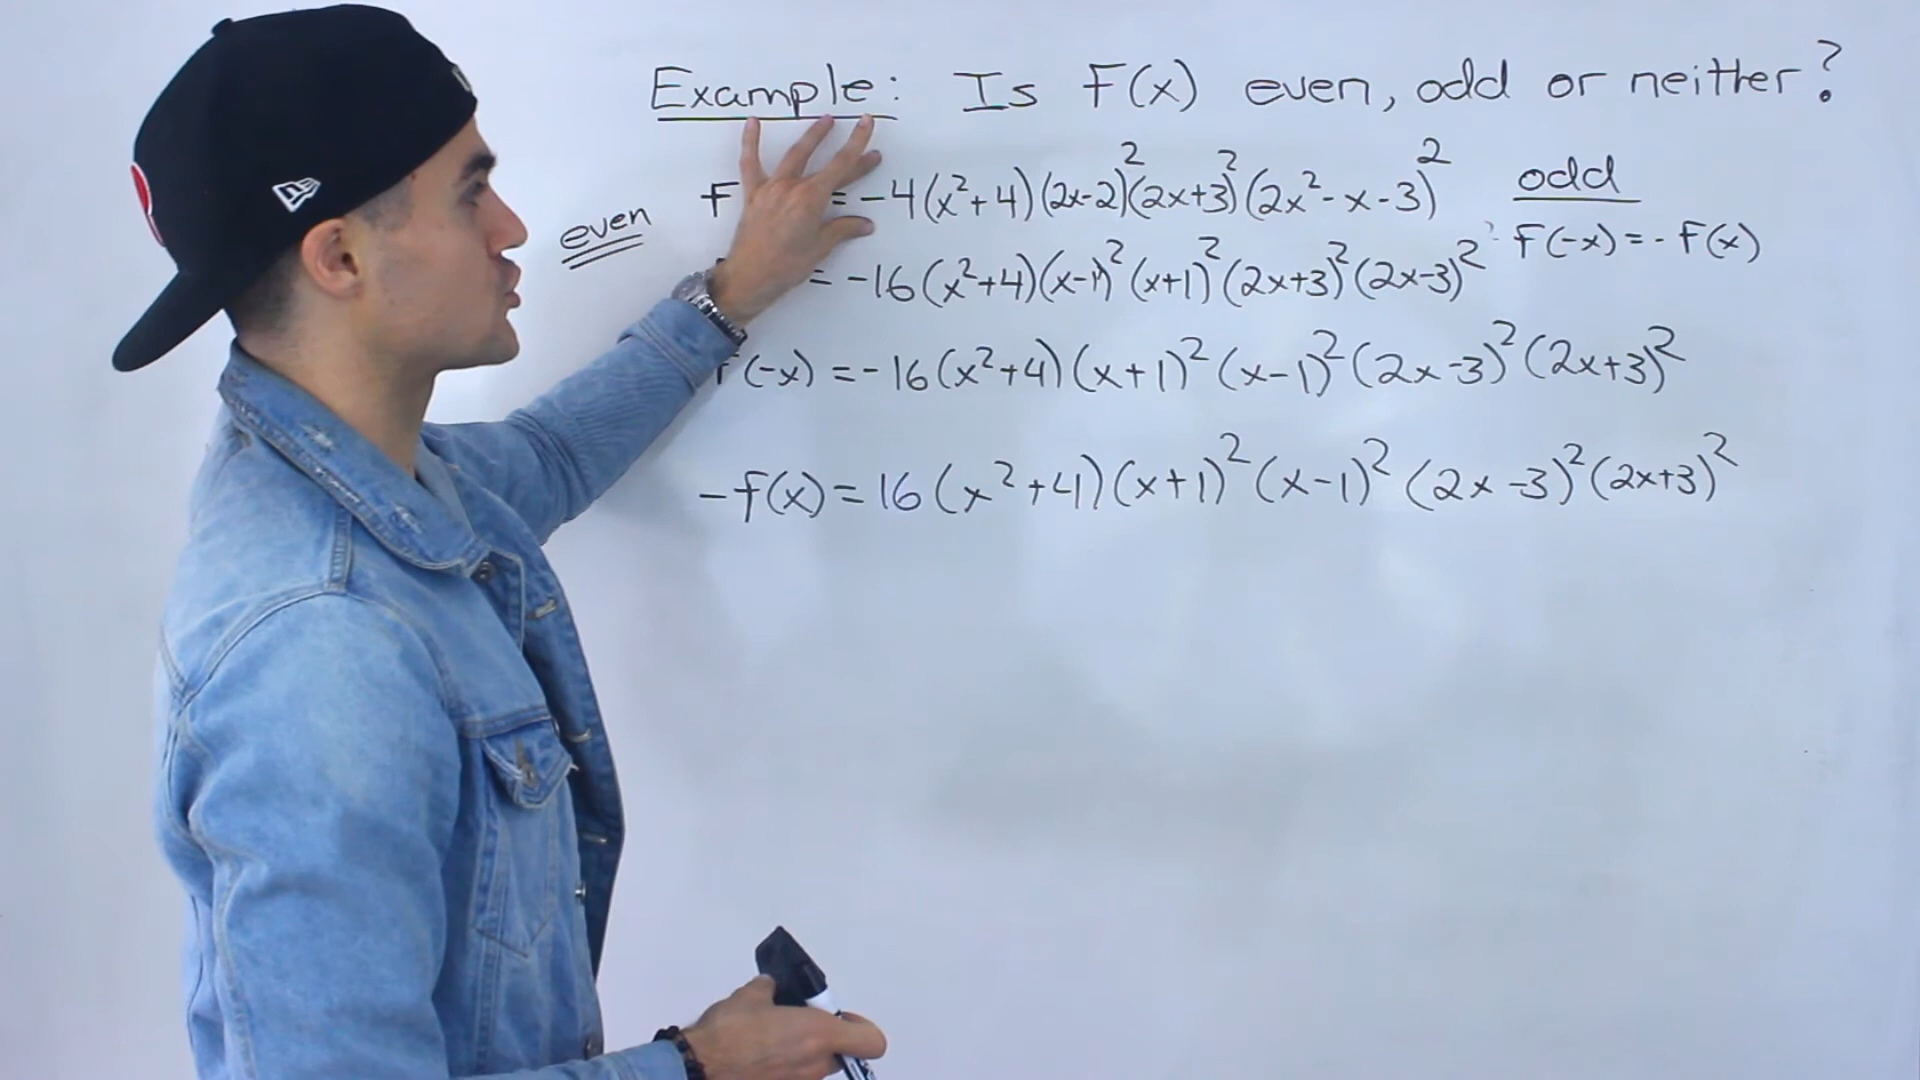 Example: Is F(x) even, odd or neither?
F = -4(x²+4)(2x-2)²(2x+3)²(2x²-x-3)²
odd
even
F(-x) = -F(x)
= -16(x²+4)(x-1)²(x+1)²(2x+3)²(2x-3)²
f(-x) = -16(x²+4)(x+1)²(x-1)²(2x-3)²(2x+3)²
-f(x) = 16(x²+4)(x+1)²(x-1)²(2x-3)²(2x+3)²